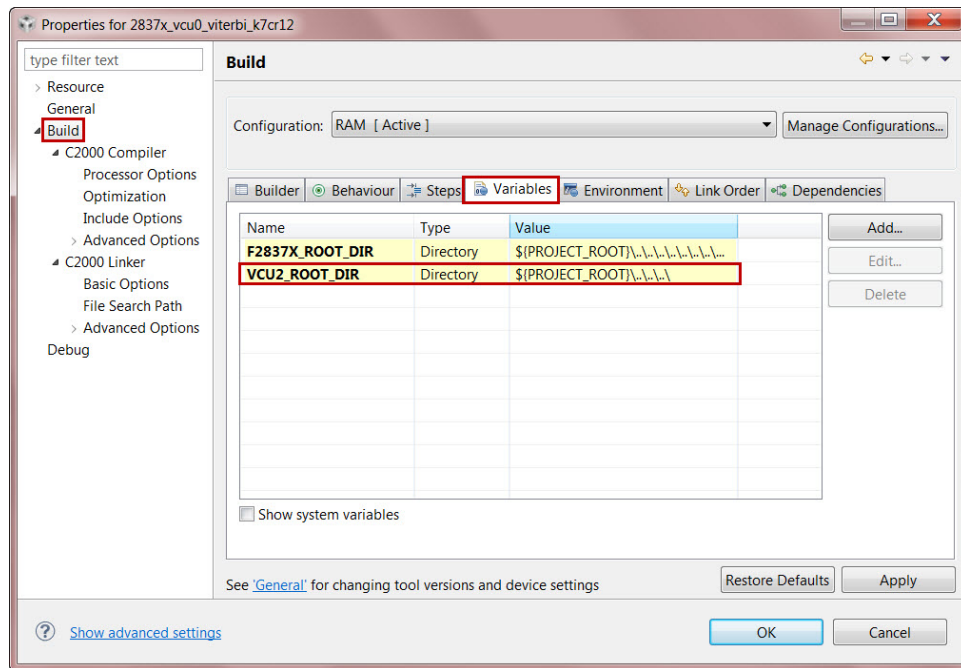 Properties for 2837x_vcu0_viterbi_k7cr12
type filter text
Build
Resource
General
Build
C2000 Compiler
Processor Options
Optimization
Include Options
Advanced Options
C2000 Linker
Basic Options
File Search Path
Advanced Options
Debug
Configuration: RAM [ Active ] Manage Configurations...
Builder Behaviour Steps Variables Environment Link Order Dependencies
Name Type Value
F2837X_ROOT_DIR Directory ${PROJECT_ROOT}\..\..\..\..\..\..\..\...
VCU2_ROOT_DIR Directory ${PROJECT_ROOT}\..\..\..\
Add...
Edit...
Delete
Show system variables
See 'General' for changing tool versions and device settings
Restore Defaults Apply
Show advanced settings
OK Cancel